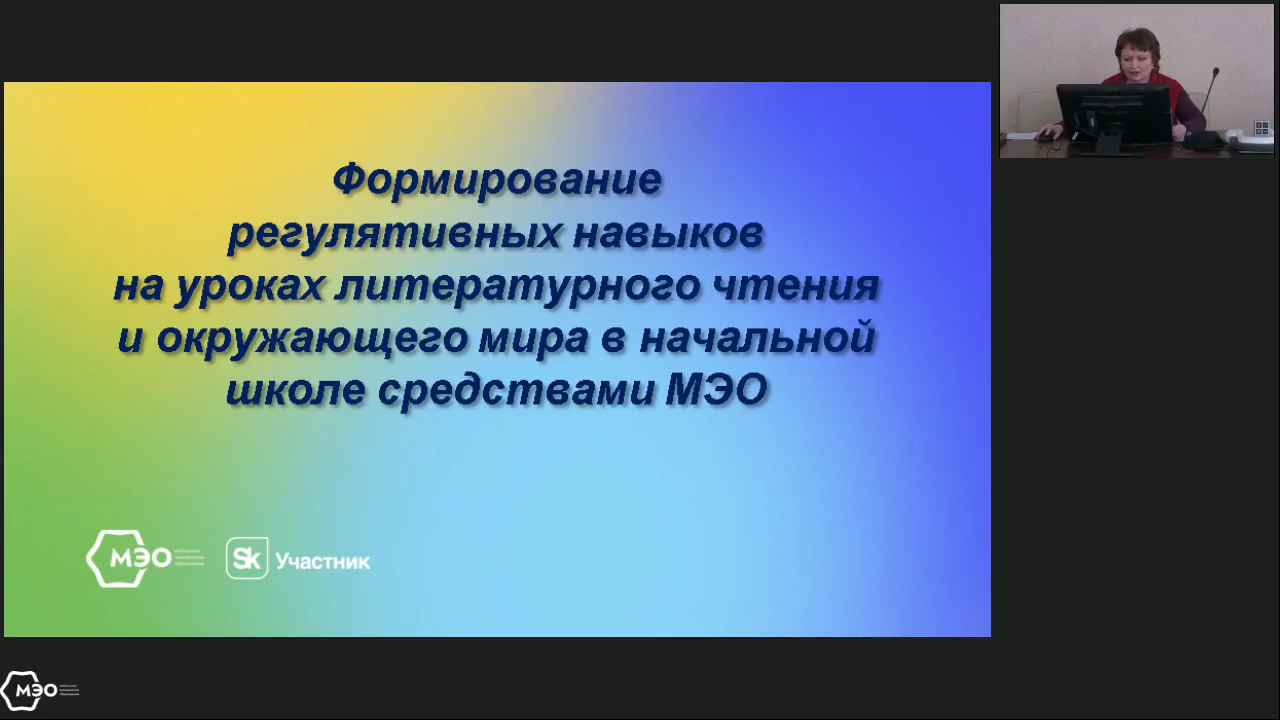 Формирование
регулятивных навыков
на уроках литературного чтения
и окружающего мира в начальной
школе средствами МЭО
МЭО
Sk Участник
МЭО